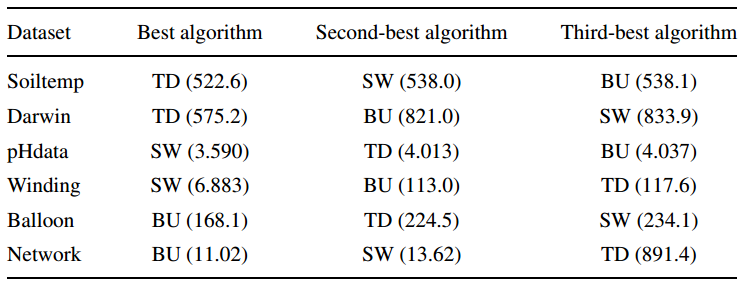 Dataset Best algorithm Second-best algorithm Third-best algorithm
Soiltemp TD (522.6) SW (538.0) BU (538.1)
Darwin TD (575.2) BU (821.0) SW (833.9)
pHdata SW (3.590) TD (4.013) BU (4.037)
Winding SW (6.883) BU (113.0) TD (117.6)
Balloon BU (168.1) TD (224.5) SW (234.1)
Network BU (11.02) SW (13.62) TD (891.4)